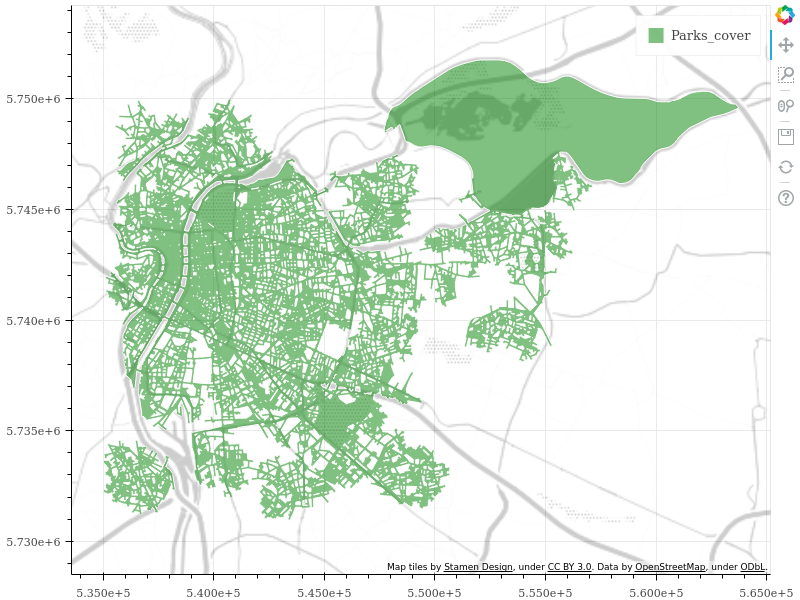 Parks_cover
5.750e+6
5.745e+6
5.740e+6
5.735e+6
5.730e+6
Map tiles by Stamen Design, under CC BY 3.0. Data by OpenStreetMap, under ODbL.
5.350e+5 5.400e+5 5.450e+5 5.500e+5 5.550e+5 5.600e+5 5.650e+5